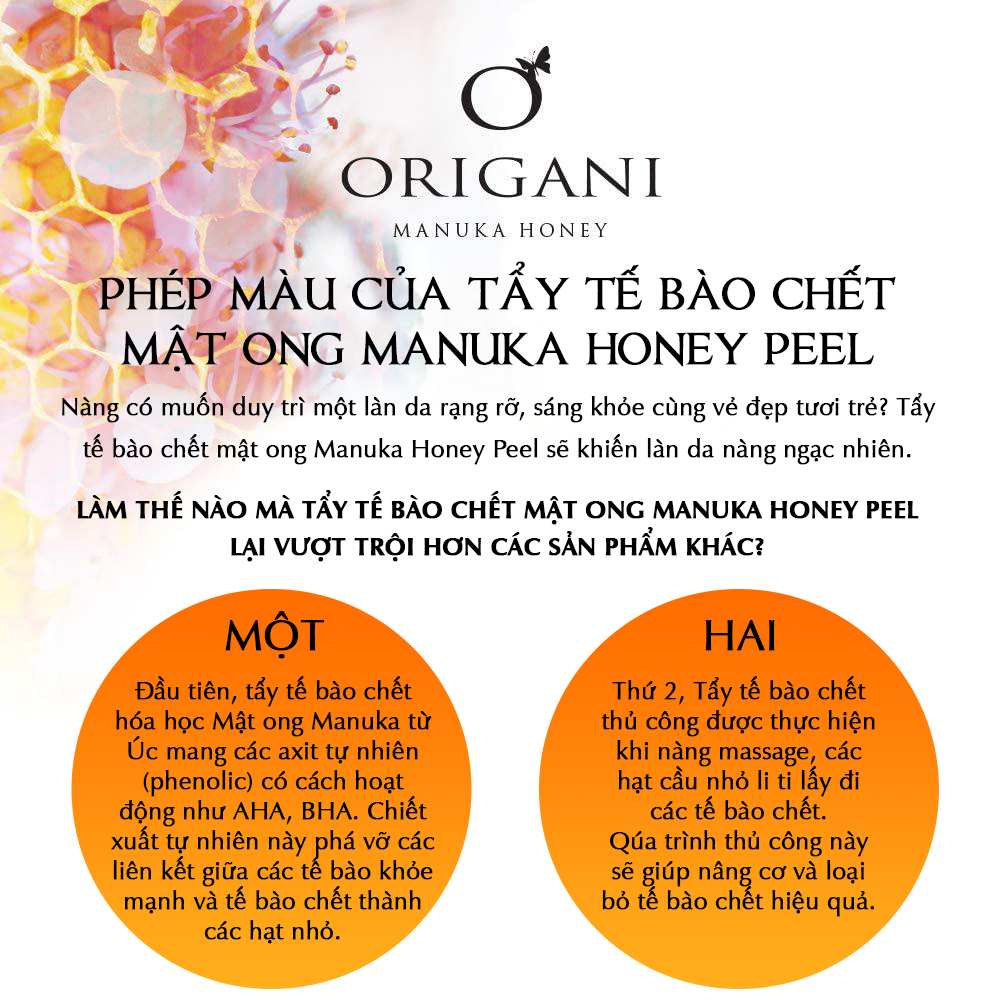 O
ORIGANI
MANUKA HONEY
PHÉP MÀU CỦA TẨY TẾ BÀO CHẾT
MẬT ONG MANUKA HONEY PEEL
Nàng có muốn duy trì một làn da rạng rỡ, sáng khỏe cùng vẻ đẹp tươi trẻ? Tẩy
tế bào chết mật ong Manuka Honey Peel sẽ khiến làn da nàng ngạc nhiên.
LÀM THẾ NÀO MÀ TẨY TẾ BÀO CHẾT MẬT ONG MANUKA HONEY PEEL
LẠI VƯỢT TRỘI HƠN CÁC SẢN PHẨM KHÁC?
MỘT
Đầu tiên, tẩy tế bào chết
hóa học Mật ong Manuka từ
Úc mang các axit tự nhiên
(phenolic) có cách hoạt
động như AHA, BHA. Chiết
xuất tự nhiên này phá vỡ các
liên kết giữa các tế bào khỏe
mạnh và tế bào chết thành
các hạt nhỏ.
HAI
Thứ 2, Tẩy tế bào chết
thủ công được thực hiện
khi nàng massage, các
hạt cầu nhỏ li ti lấy đi
các tế bào chết.
Qúa trình thủ công này
sẽ giúp nâng cơ và loại
bỏ tế bào chết hiệu quả.